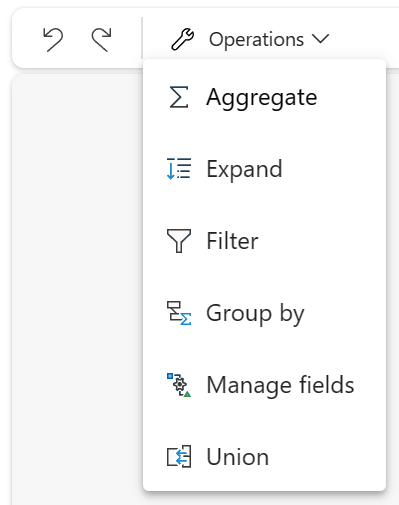 Operations
Aggregate
Expand
Filter
Group by
Manage fields
Union